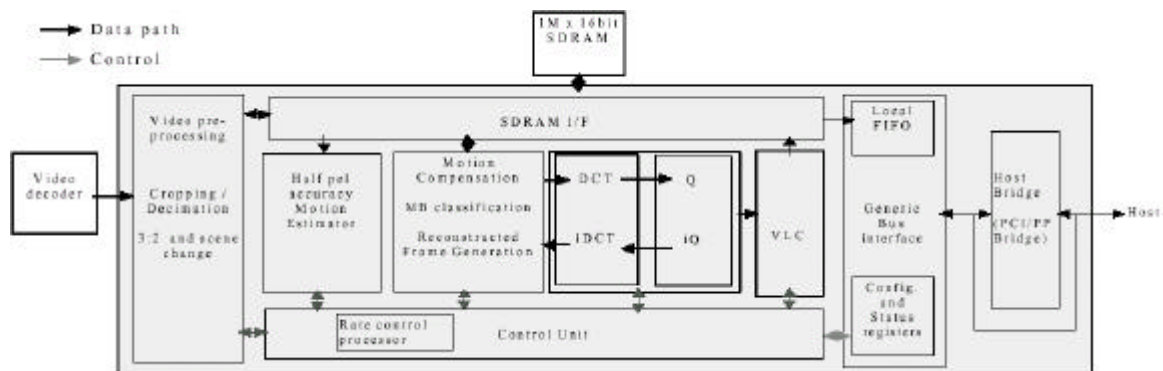 Data path
Control
1M x 16bit
SDRAM
Video pre-
processing
Cropping /
Decimation
3:2 and scene
change
Video
decoder
SDRAM I/F
Half pel
accuracy
Motion
Estimator
Motion
Compensation
MB classification
Reconstructed
Frame Generation
DCT
Q
iDCT
iQ
VLC
Local
FIFO
Generic
Bus
Interface
Config.
and
Status
registers
Host
Bridge
(PCI/PP
Bridge)
Host
Rate control
processor
Control Unit